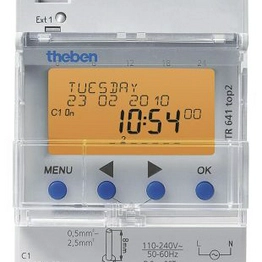 Ext 1
theben
TUESDAY
23 02 2010
C1 On
10:54 00
TR 641 top2
MENU
OK
0,5mm²-
2,5mm²
8mm
110-240V~
50-60Hz
C1
L
N